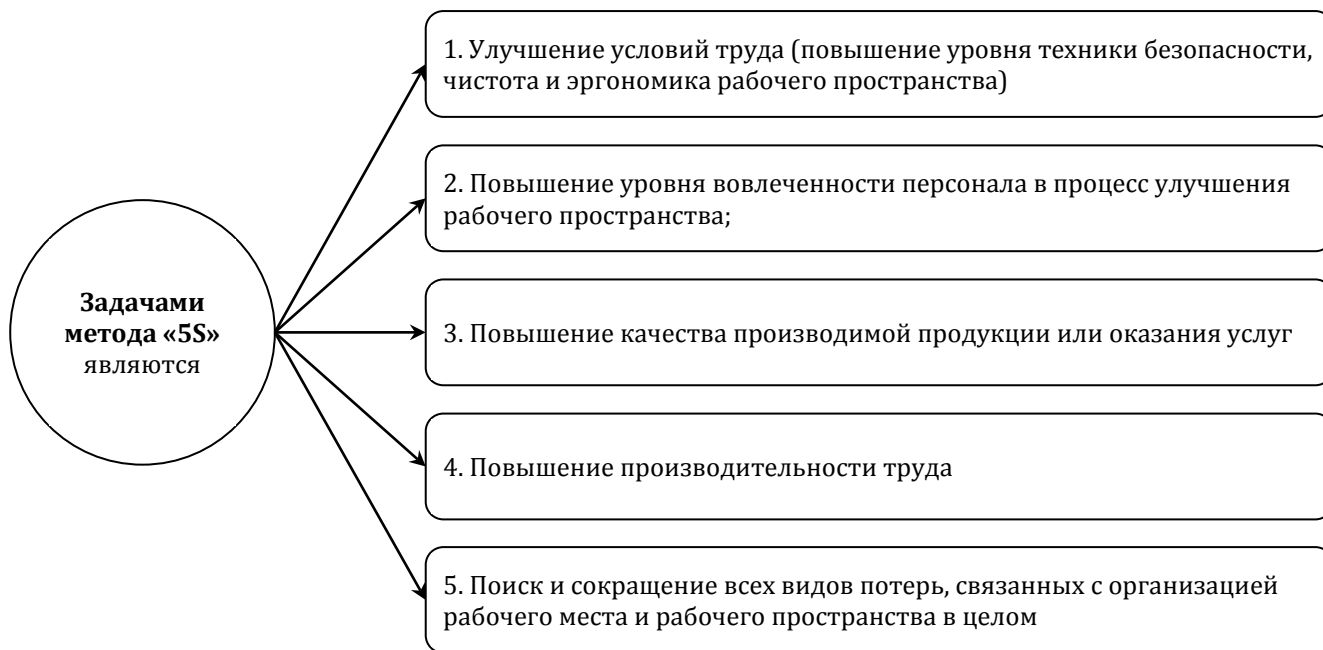 1. Улучшение условий труда (повышение уровня техники безопасности,
чистота и эргономика рабочего пространства)
2. Повышение уровня вовлеченности персонала в процесс улучшения
рабочего пространства;
Задачами
метода «5S»
являются
3. Повышение качества производимой продукции или оказания услуг
4. Повышение производительности труда
5. Поиск и сокращение всех видов потерь, связанных с организацией
рабочего места и рабочего пространства в целом